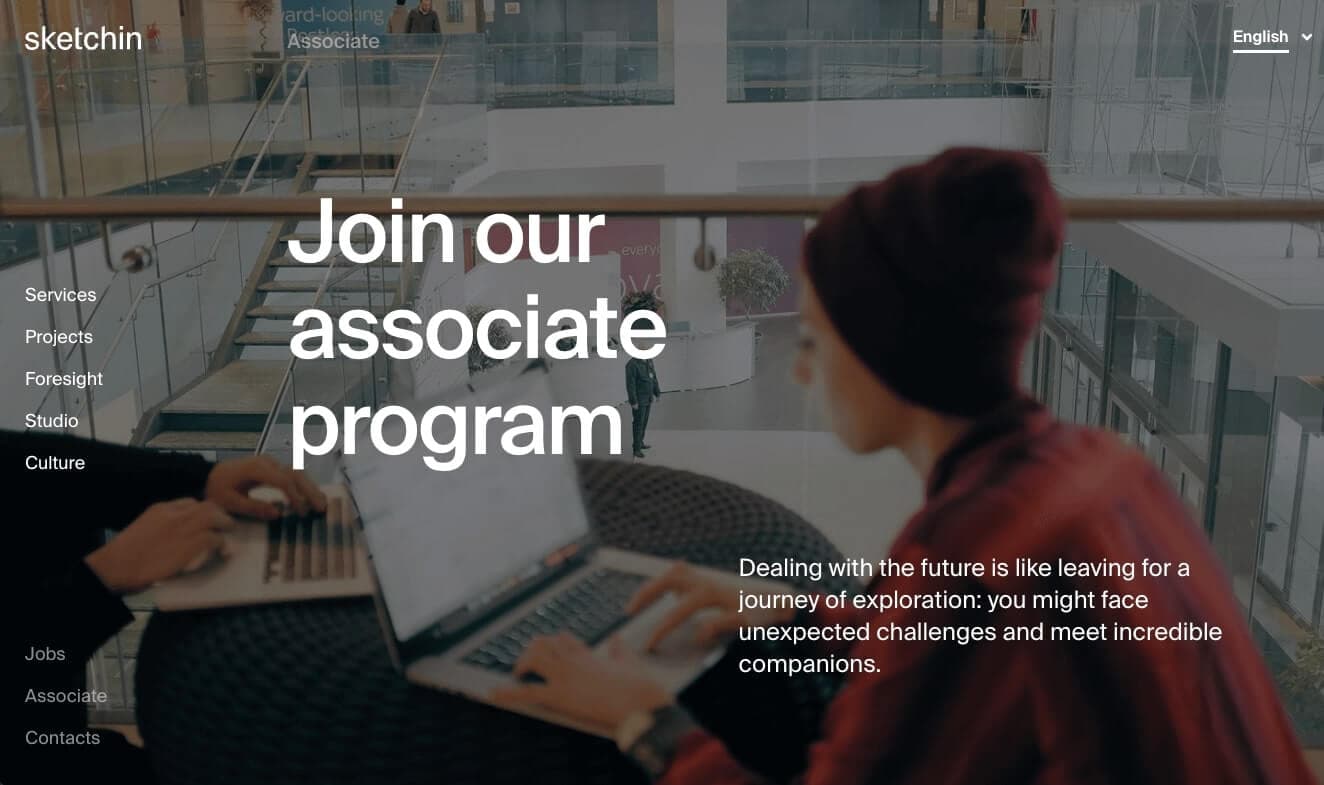 sketchin
Associate
English
Join our
associate
program
Services
Projects
Foresight
Studio
Culture
Dealing with the future is like leaving for a
journey of exploration: you might face
unexpected challenges and meet incredible
companions.
Jobs
Associate
Contacts